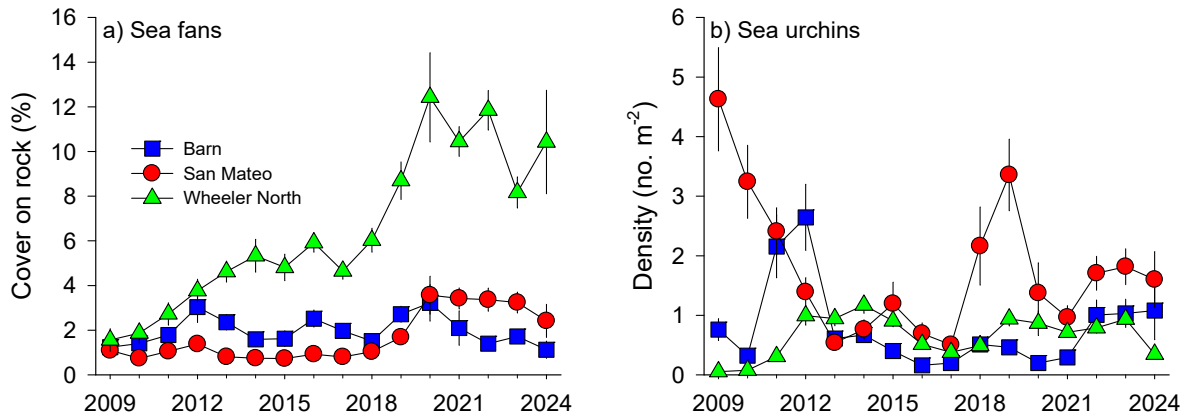 a) Sea fans
Cover on rock (%)
16
14
12
10
8
6
4
2
0
Barn
San Mateo
Wheeler North
2009 2012 2015 2018 2021 2024
b) Sea urchins
Density (no. m-2)
6
5
4
3
2
1
0
2009 2012 2015 2018 2021 2024